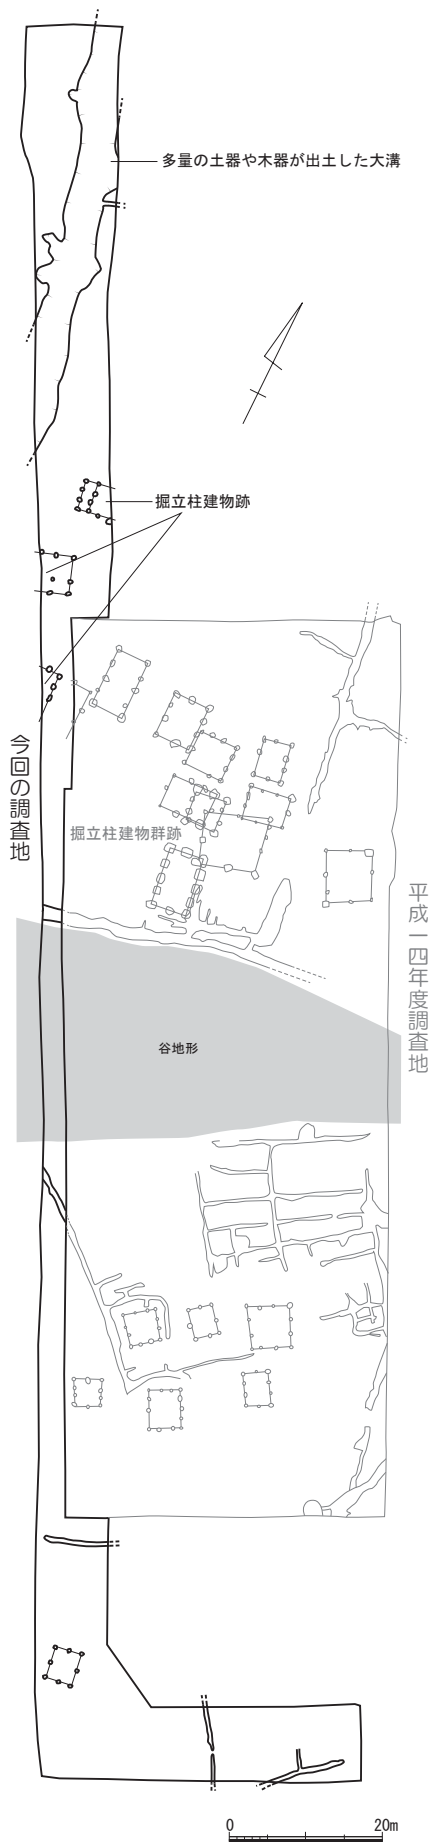 多量の土器や木器が出土した大溝
掘立柱建物跡
今回の調査地
掘立柱建物群跡
平成一四年度調査地
谷地形
0 20m